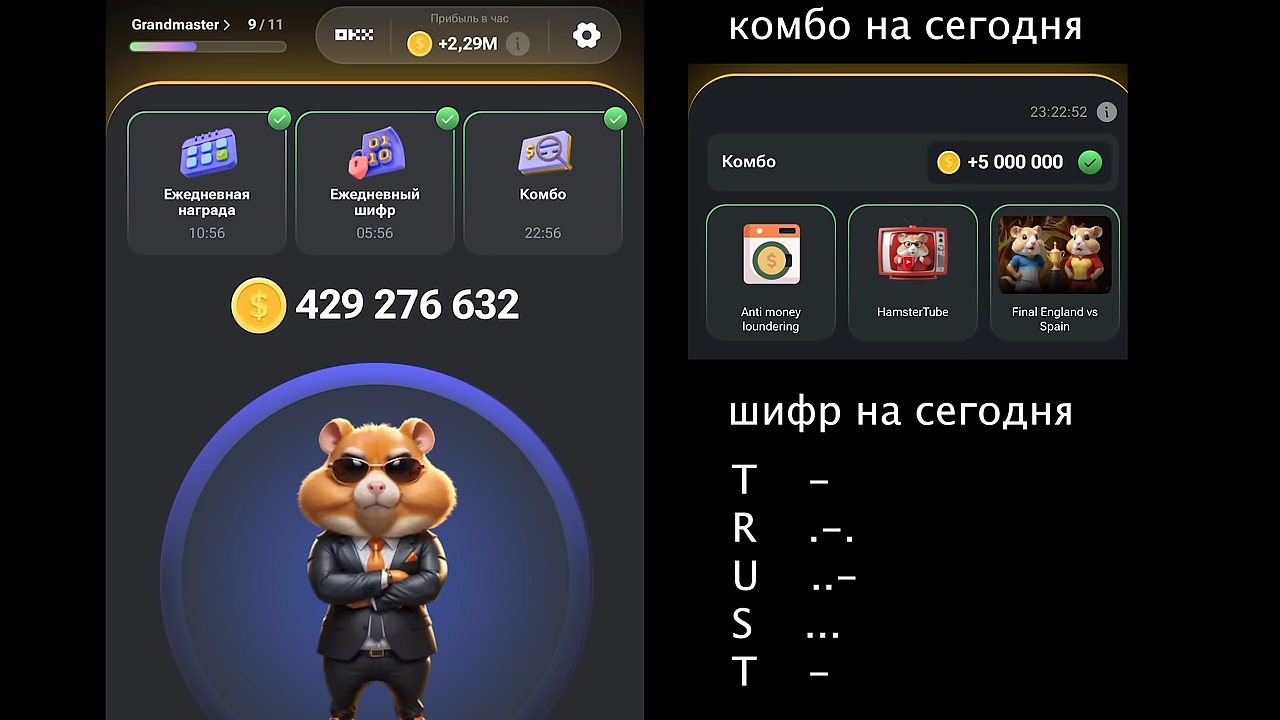 Grandmaster > 9 / 11
OKX
Прибыль в час
+2,29M
Ежедневная
награда
10:56
Ежедневный
шифр
05:56
Комбо
22:56
429 276 632
комбо на сегодня
23:22:52
Комбо
+5 000 000
Anti money
loundering
HamsterTube
Final England vs
Spain
шифр на сегодня
T –
R .–.
U ..–
S ...
T –